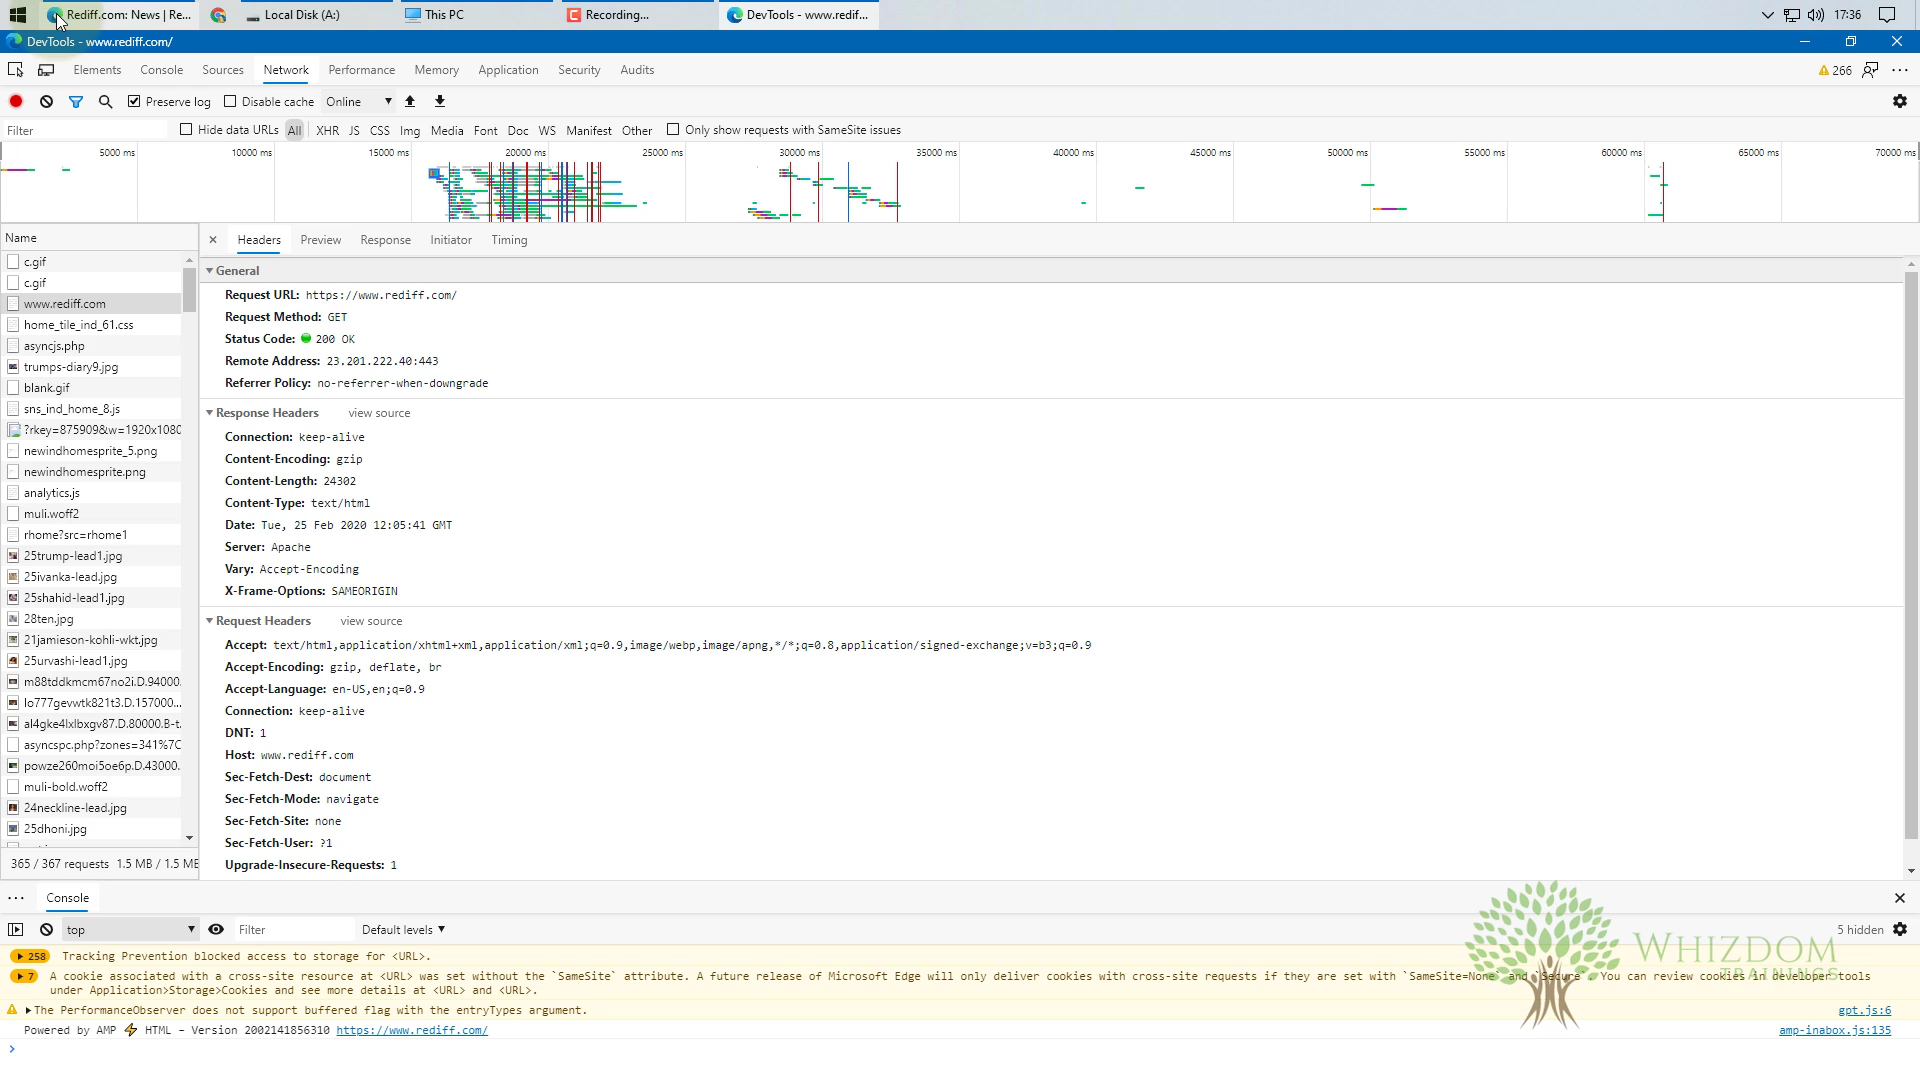 Rediff.com: News | Re...
Local Disk (A:)
This PC
Recording...
DevTools - www.redif...
17:36
DevTools - www.rediff.com/
Elements Console Sources Network Performance Memory Application Security Audits
266
Preserve log Disable cache Online
Filter Hide data URLs All XHR JS CSS Img Media Font Doc WS Manifest Other Only show requests with SameSite issues
5000 ms 10000 ms 15000 ms 20000 ms 25000 ms 30000 ms 35000 ms 40000 ms 45000 ms 50000 ms 55000 ms 60000 ms 65000 ms 70000 ms
Name
c.gif
c.gif
www.rediff.com
home_tile_ind_61.css
asyncjs.php
trumps-diary9.jpg
blank.gif
sns_ind_home_8.js
?rkey=875909&w=1920x1080
newindhomesprite_5.png
newindhomesprite.png
analytics.js
muli.woff2
rhome?src=rhome1
25trump-lead1.jpg
25ivanka-lead.jpg
25shahid-lead1.jpg
28ten.jpg
21jamieson-kohli-wkt.jpg
25urvashi-lead1.jpg
m88tddkmcm67no2i.D.94000.
lo777gevwtk821t3.D.157000...
al4gke4lxlbxgv87.D.80000.B-t.
asyncspc.php?zones=341%7C
powze260moi5oe6p.D.43000.
muli-bold.woff2
24neckline-lead.jpg
25dhoni.jpg
365 / 367 requests 1.5 MB / 1.5 ME
Headers Preview Response Initiator Timing
General
Request URL: https://www.rediff.com/
Request Method: GET
Status Code: 200 OK
Remote Address: 23.201.222.40:443
Referrer Policy: no-referrer-when-downgrade
Response Headers view source
Connection: keep-alive
Content-Encoding: gzip
Content-Length: 24302
Content-Type: text/html
Date: Tue, 25 Feb 2020 12:05:41 GMT
Server: Apache
Vary: Accept-Encoding
X-Frame-Options: SAMEORIGIN
Request Headers view source
Accept: text/html,application/xhtml+xml,application/xml;q=0.9,image/webp,image/apng,*/*;q=0.8,application/signed-exchange;v=b3;q=0.9
Accept-Encoding: gzip, deflate, br
Accept-Language: en-US,en;q=0.9
Connection: keep-alive
DNT: 1
Host: www.rediff.com
Sec-Fetch-Dest: document
Sec-Fetch-Mode: navigate
Sec-Fetch-Site: none
Sec-Fetch-User: ?1
Upgrade-Insecure-Requests: 1
Console
top Filter Default levels 5 hidden
258 Tracking Prevention blocked access to storage for <URL>.
7 A cookie associated with a cross-site resource at <URL> was set without the `SameSite` attribute. A future release of Microsoft Edge will only deliver cookies with cross-site requests if they are set with `SameSite=None` and `Secure`. You can review cookies in developer tools
under Application>Storage>Cookies and see more details at <URL> and <URL>.
The PerformanceObserver does not support buffered flag with the entryTypes argument. gpt.js:6
Powered by AMP ⚡ HTML – Version 2002141856310 https://www.rediff.com/ amp-inabox.js:135
WHIZDOM
TRAININGS